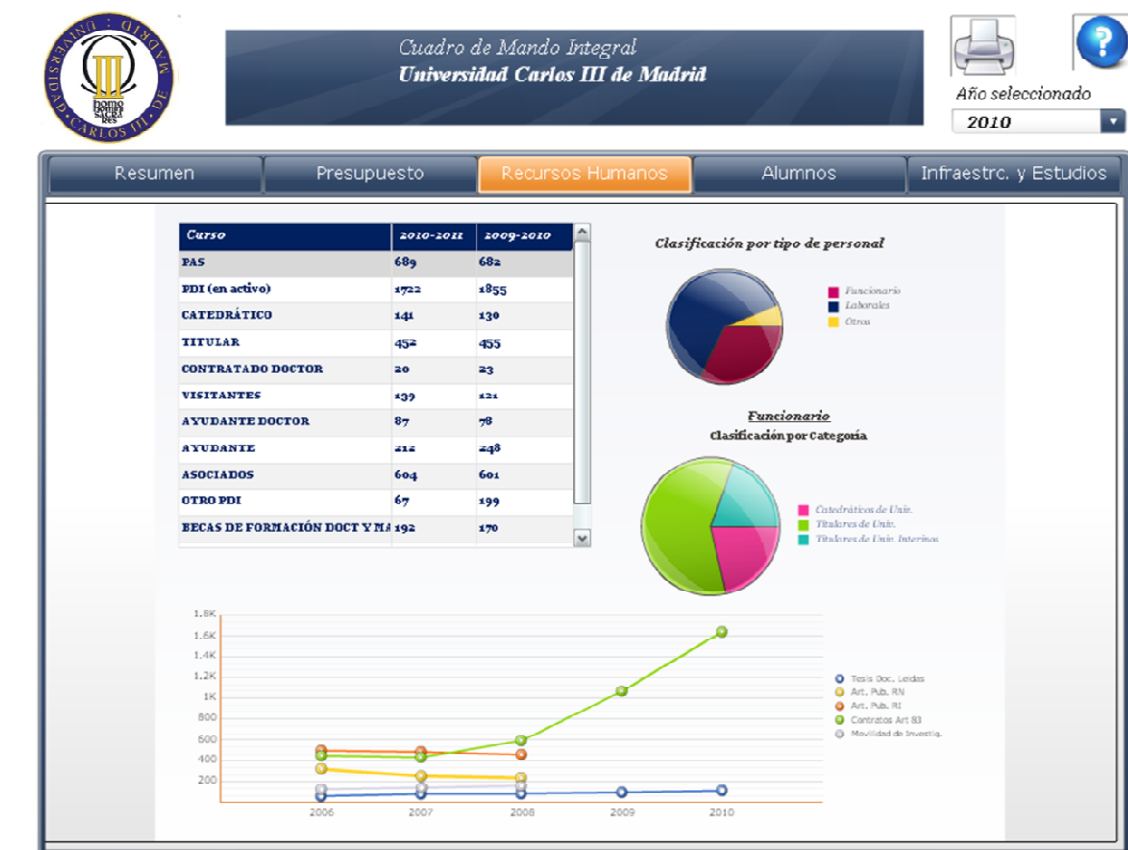 UNIVERSIDAD · CARLOS III · DE MADRID
homo
homini
SACRA
RES
Cuadro de Mando Integral
Universidad Carlos III de Madrid
?
Año seleccionado
2010
Resumen Presupuesto Recursos Humanos Alumnos Infraestrc. y Estudios
Curso 2010-2011 2009-2010
PAS 689 682
PDI (en activo) 1722 1855
CATEDRÁTICO 141 130
TITULAR 452 455
CONTRATADO DOCTOR 20 23
VISITANTES 139 121
AYUDANTE DOCTOR 87 78
AYUDANTE 212 248
ASOCIADOS 604 601
OTRO PDI 67 199
BECAS DE FORMACIÓN DOCT Y MA 192 170
Clasificación por tipo de personal
Funcionario
Laborales
Otros
Funcionario
Clasificación por Categoría
Catedráticos de Univ.
Titulares de Univ.
Titulares de Univ. Interinos
1.8K
1.6K
1.4K
1.2K
1K
800
600
400
200
2006 2007 2008 2009 2010
Tesis Doc. Leidas
Art. Pub. RN
Art. Pub. RI
Contratos Art 83
Movilidad de Investig.